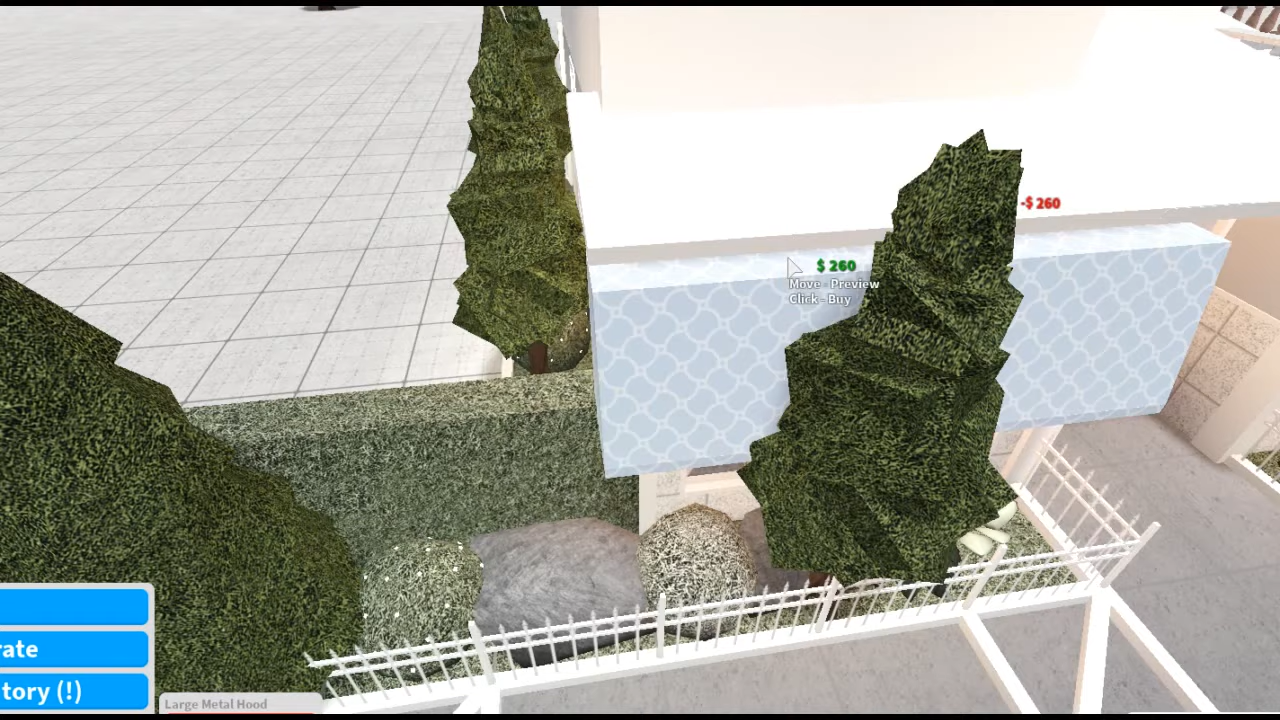 -$ 260
$ 260
Move - Preview
Click - Buy
rate
tory (!)
Large Metal Hood